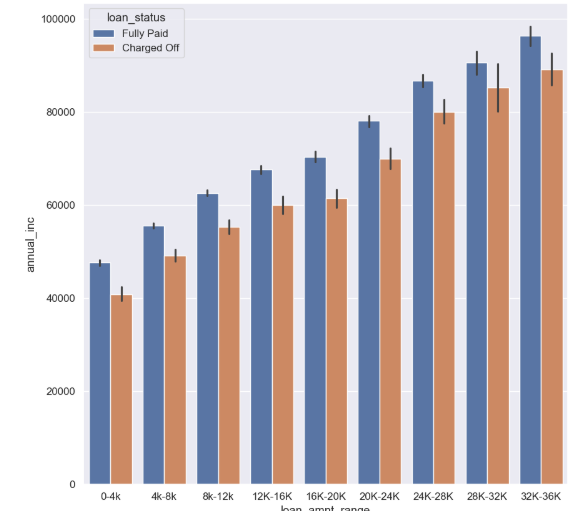 loan_status
Fully Paid
Charged Off
100000
80000
60000
40000
20000
0
annual_inc
0-4k 4k-8k 8k-12k 12K-16K 16K-20K 20K-24K 24K-28K 28K-32K 32K-36K
loan_amnt_range